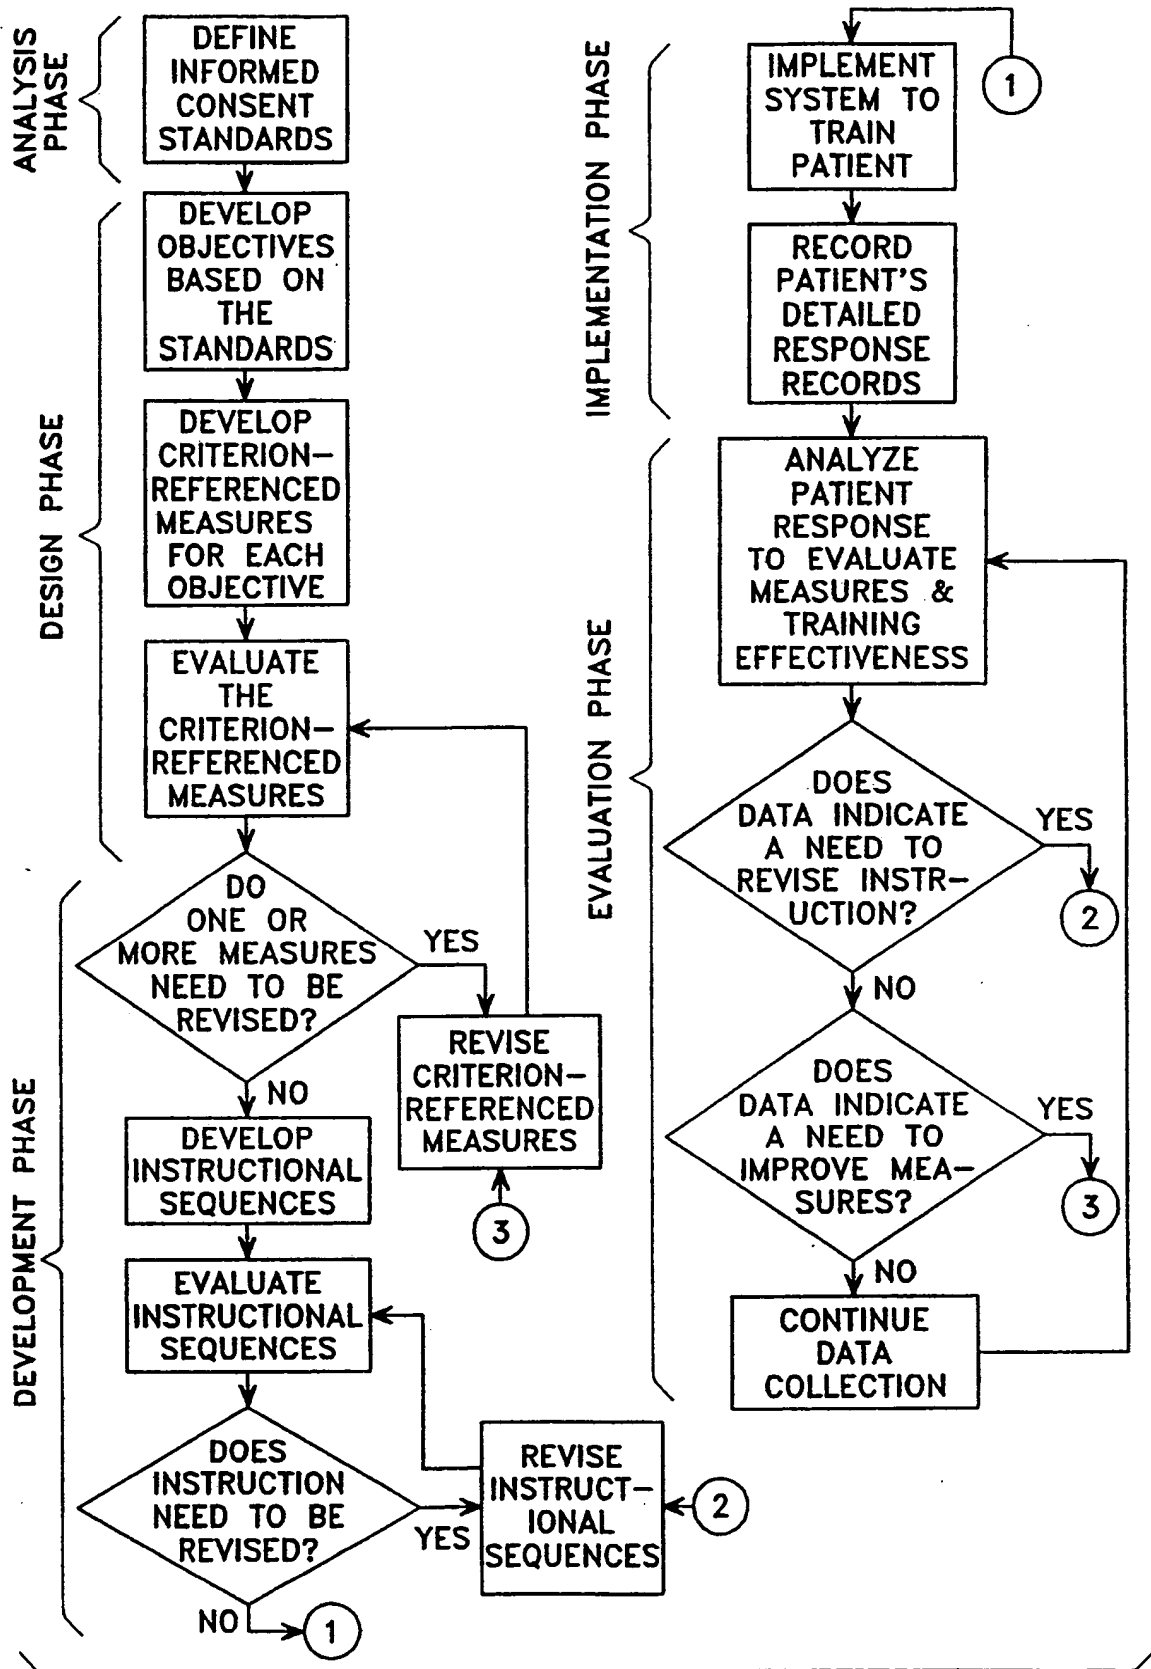 ANALYSIS
PHASE
DEFINE
INFORMED
CONSENT
STANDARDS
DESIGN PHASE
DEVELOP
OBJECTIVES
BASED ON
THE
STANDARDS
DEVELOP
CRITERION–
REFERENCED
MEASURES
FOR EACH
OBJECTIVE
EVALUATE
THE
CRITERION–
REFERENCED
MEASURES
DEVELOPMENT PHASE
DO
ONE OR
MORE MEASURES
NEED TO BE
REVISED?
YES
NO
REVISE
CRITERION–
REFERENCED
MEASURES
3
DEVELOP
INSTRUCTIONAL
SEQUENCES
EVALUATE
INSTRUCTIONAL
SEQUENCES
DOES
INSTRUCTION
NEED TO BE
REVISED?
YES
REVISE
INSTRUCT–
IONAL
SEQUENCES
2
NO
1
IMPLEMENTATION PHASE
1
IMPLEMENT
SYSTEM TO
TRAIN
PATIENT
RECORD
PATIENT'S
DETAILED
RESPONSE
RECORDS
EVALUATION PHASE
ANALYZE
PATIENT
RESPONSE
TO EVALUATE
MEASURES &
TRAINING
EFFECTIVENESS
DOES
DATA INDICATE
A NEED TO
REVISE INSTR–
UCTION?
YES
2
NO
DOES
DATA INDICATE
A NEED TO
IMPROVE MEA–
SURES?
YES
3
NO
CONTINUE
DATA
COLLECTION